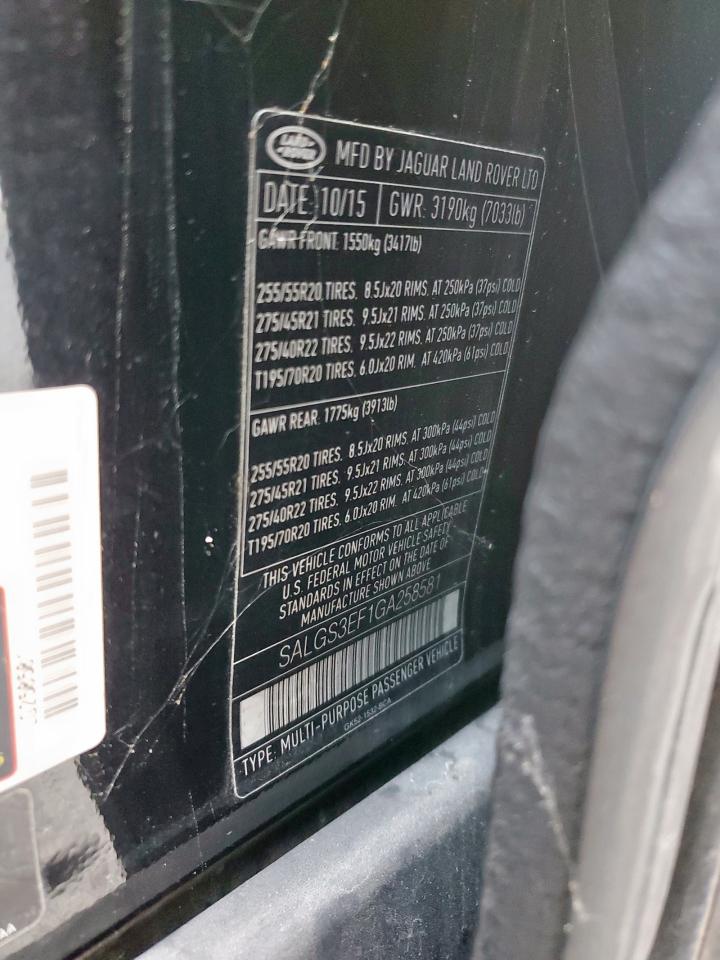 LAND
ROVER
MFD BY JAGUAR LAND ROVER LTD
DATE: 10/15 GWR: 3190kg (7033lb)
GAWR FRONT: 1550kg (3417lb)
255/55R20 TIRES. 8.5Jx20 RIMS. AT 250kPa (37psi) COLD
275/45R21 TIRES. 9.5Jx21 RIMS. AT 250kPa (37psi) COLD
275/40R22 TIRES. 9.5Jx22 RIMS. AT 250kPa (37psi) COLD
T195/70R20 TIRES. 6.0Jx20 RIM. AT 420kPa (61psi) COLD
GAWR REAR. 1775kg (3913lb)
255/55R20 TIRES. 8.5Jx20 RIMS. AT 300kPa (44psi) COLD
275/45R21 TIRES. 9.5Jx21 RIMS. AT 300kPa (44psi) COLD
275/40R22 TIRES. 9.5Jx22 RIMS. AT 300kPa (44psi) COLD
T195/70R20 TIRES. 6.0Jx20 RIM. AT 420kPa (61psi) COLD
THIS VEHICLE CONFORMS TO ALL APPLICABLE
U.S. FEDERAL MOTOR VEHICLE SAFETY
STANDARDS IN EFFECT ON THE DATE OF
MANUFACTURE SHOWN ABOVE
SALGS3EF1GA258581
TYPE: MULTI-PURPOSE PASSENGER VEHICLE
GK52-1532-BCA